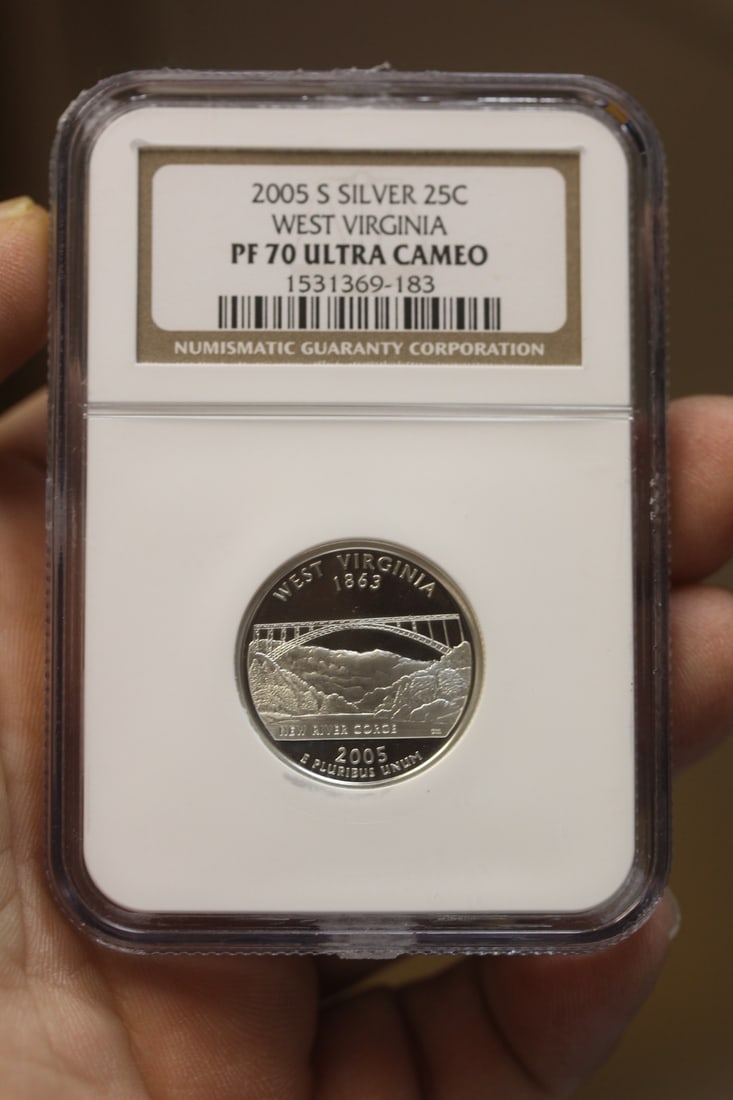 2005 S SILVER 25C
WEST VIRGINIA
PF 70 ULTRA CAMEO
1531369-183
NUMISMATIC GUARANTY CORPORATION
WEST VIRGINIA
1863
NEW RIVER GORGE
2005
E PLURIBUS UNUM